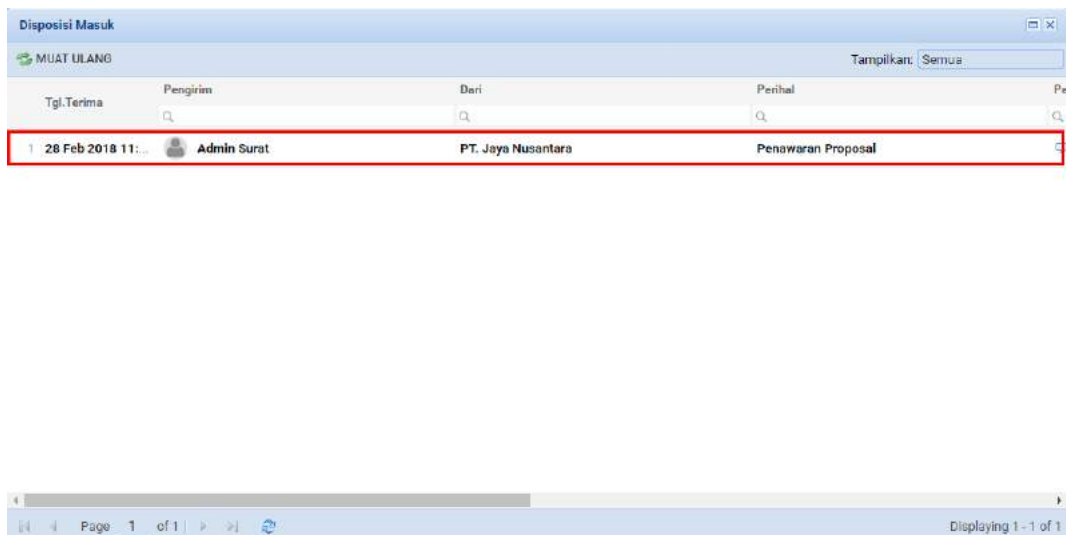 Disposisi Masuk
MUAT ULANG Tampilkan: Semua
Tgl.Terima Pengirim Dari Perihal Pe
1 28 Feb 2018 11:... Admin Surat PT. Jaya Nusantara Penawaran Proposal
Page 1 of 1 Displaying 1 - 1 of 1